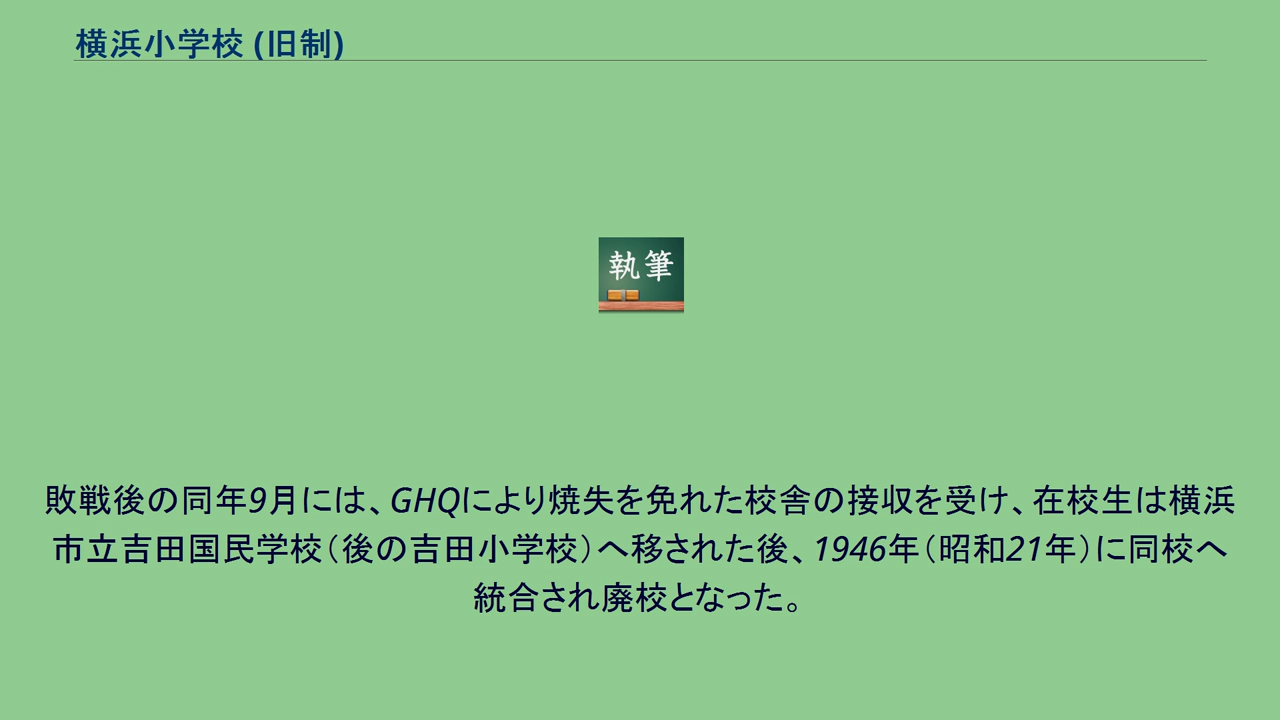 横浜小学校 (旧制)
執筆
敗戦後の同年9月には、GHQにより焼失を免れた校舎の接収を受け、在校生は横浜
市立吉田国民学校（後の吉田小学校）へ移された後、1946年（昭和21年）に同校へ
統合され廃校となった。